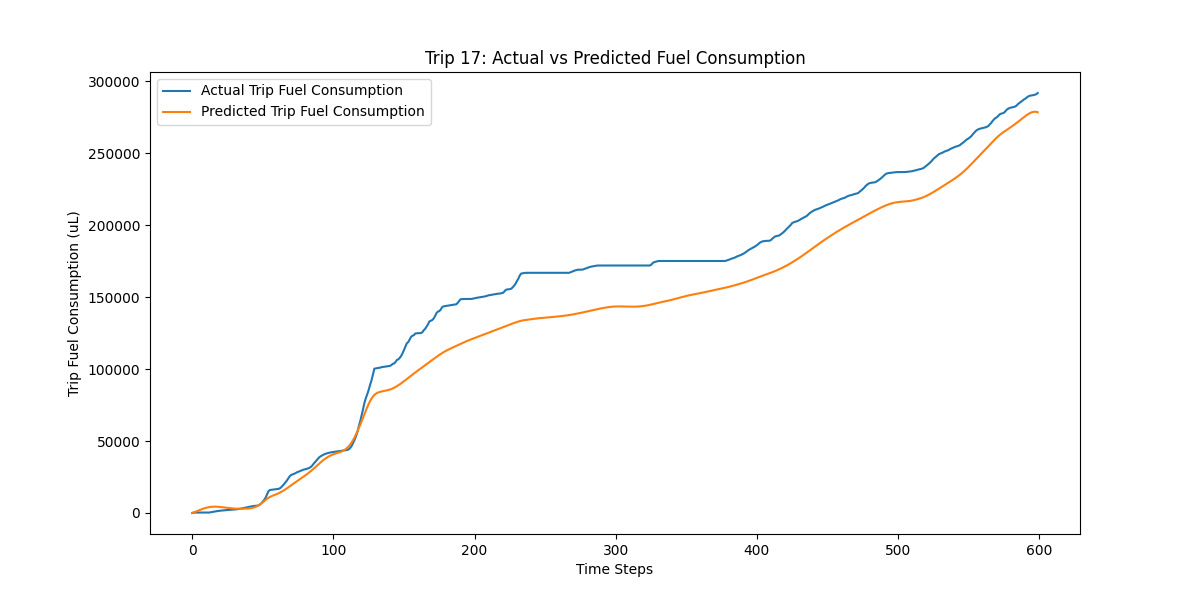 Trip 17: Actual vs Predicted Fuel Consumption
Actual Trip Fuel Consumption
Predicted Trip Fuel Consumption
Trip Fuel Consumption (uL)
300000
250000
200000
150000
100000
50000
0
0 100 200 300 400 500 600
Time Steps